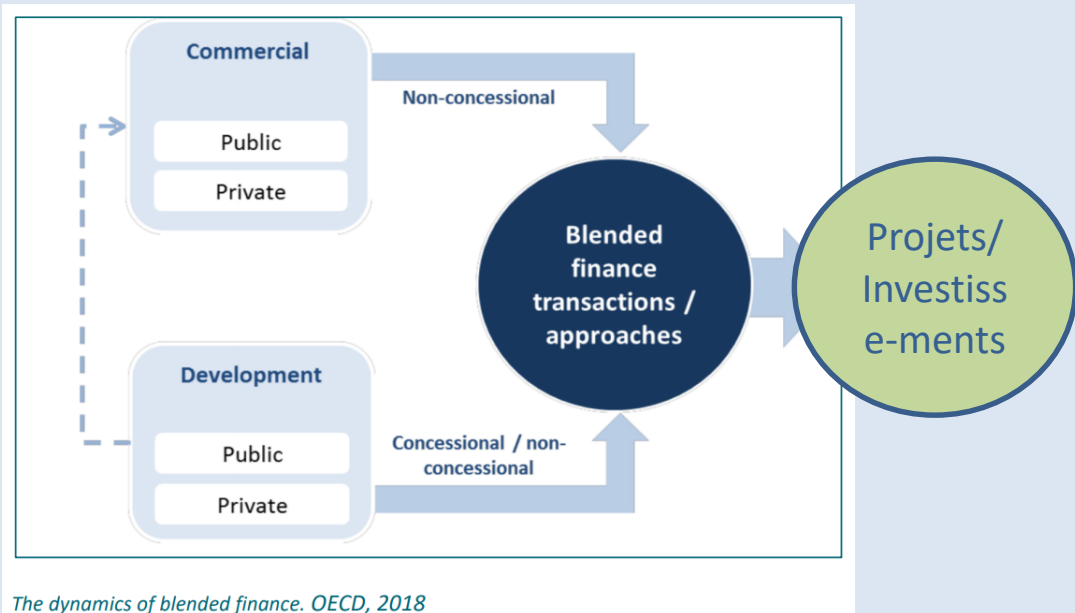 Commercial
Public
Private
Non-concessional
Blended
finance
transactions /
approaches
Projets/
Investiss
e-ments
Development
Public
Private
Concessional / non-
concessional
The dynamics of blended finance. OECD, 2018